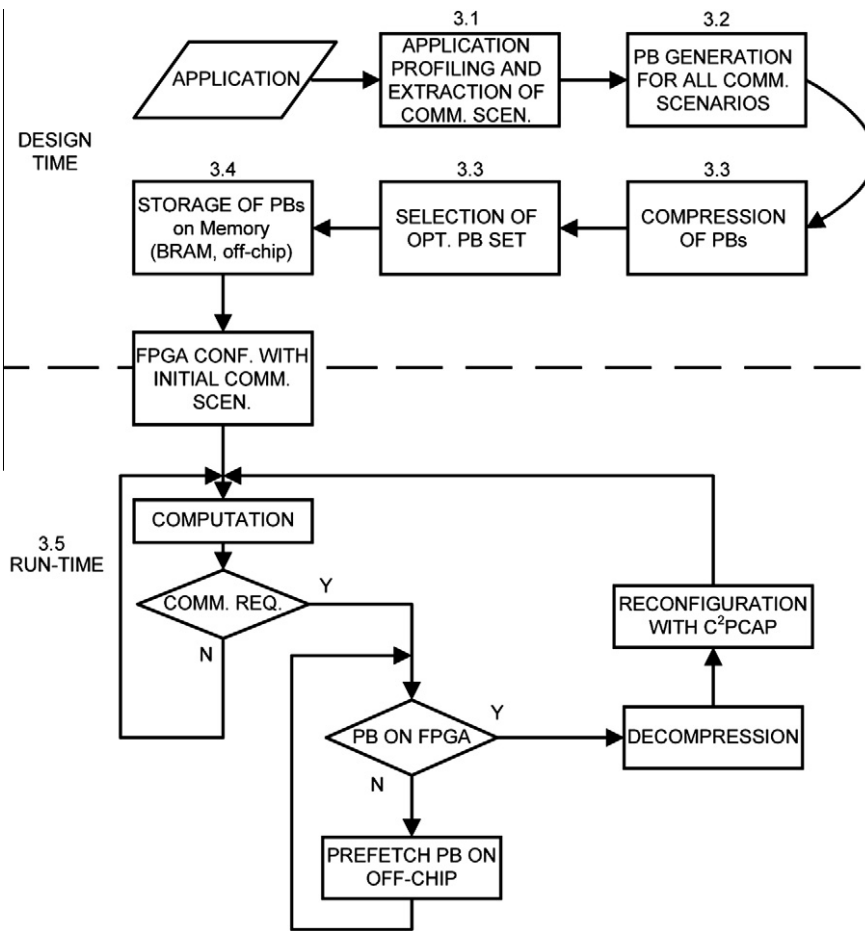 3.1
3.2
APPLICATION
APPLICATION
PROFILING AND
EXTRACTION OF
COMM. SCEN.
PB GENERATION
FOR ALL COMM.
SCENARIOS
DESIGN
TIME
3.4
3.3
3.3
STORAGE OF PBs
on Memory
(BRAM, off-chip)
SELECTION OF
OPT. PB SET
COMPRESSION
OF PBs
FPGA CONF. WITH
INITIAL COMM.
SCEN.
COMPUTATION
3.5
RUN-TIME
COMM. REQ.
Y
N
RECONFIGURATION
WITH C²PCAP
PB ON FPGA
Y
N
DECOMPRESSION
PREFETCH PB ON
OFF-CHIP